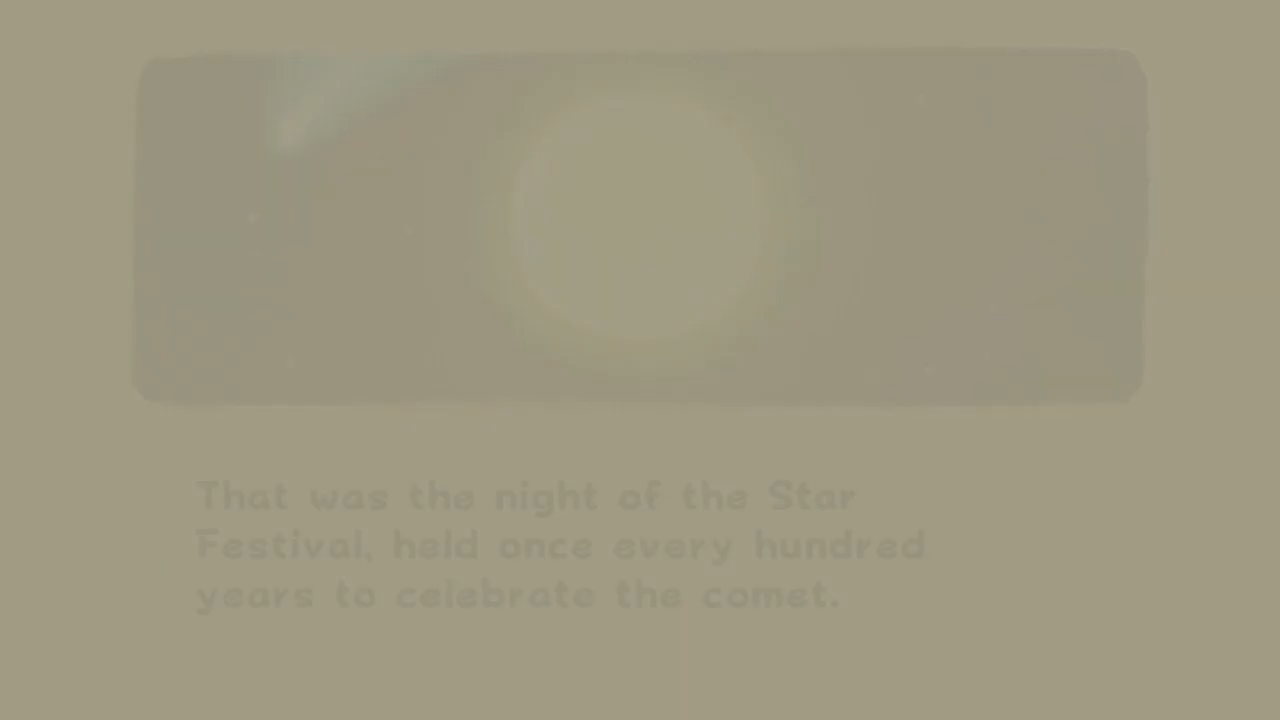 That was the night of the Star
Festival, held once every hundred
years to celebrate the comet.